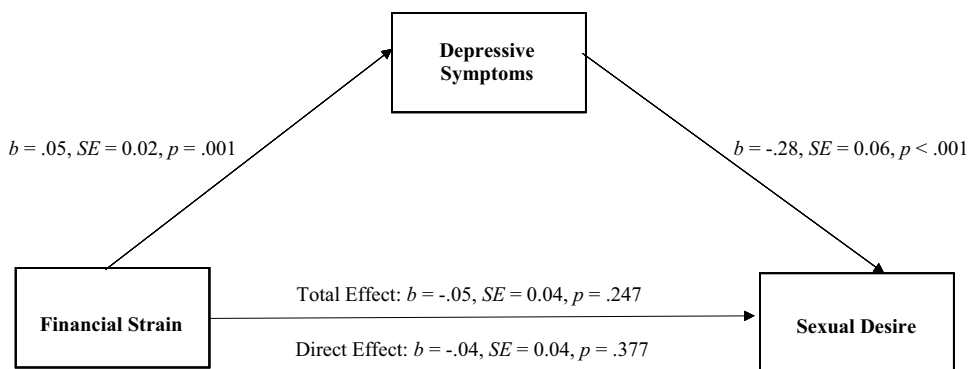 Depressive
Symptoms
b = .05, SE = 0.02, p = .001
b = -.28, SE = 0.06, p < .001
Financial Strain
Total Effect: b = -.05, SE = 0.04, p = .247
Direct Effect: b = -.04, SE = 0.04, p = .377
Sexual Desire